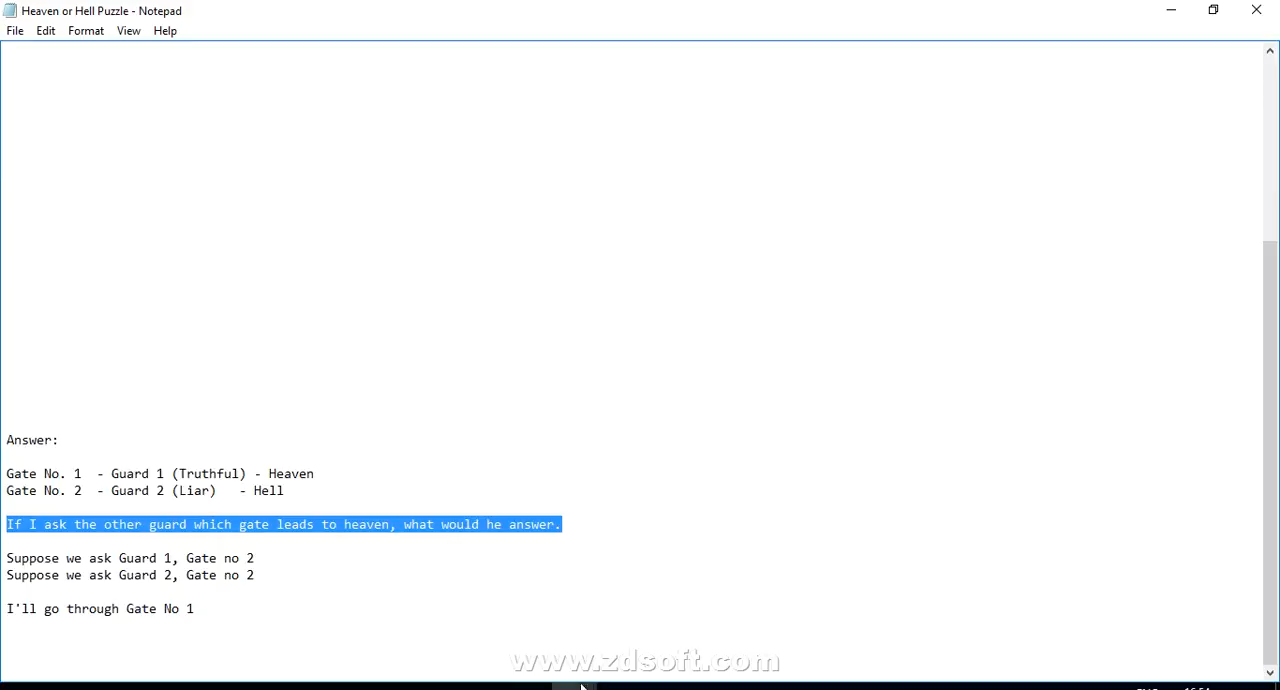 Heaven or Hell Puzzle - Notepad
File Edit Format View Help
Answer:
Gate No. 1 - Guard 1 (Truthful) - Heaven
Gate No. 2 - Guard 2 (Liar) - Hell
If I ask the other guard which gate leads to heaven, what would he answer.
Suppose we ask Guard 1, Gate no 2
Suppose we ask Guard 2, Gate no 2
I'll go through Gate No 1
www.zdsoft.com